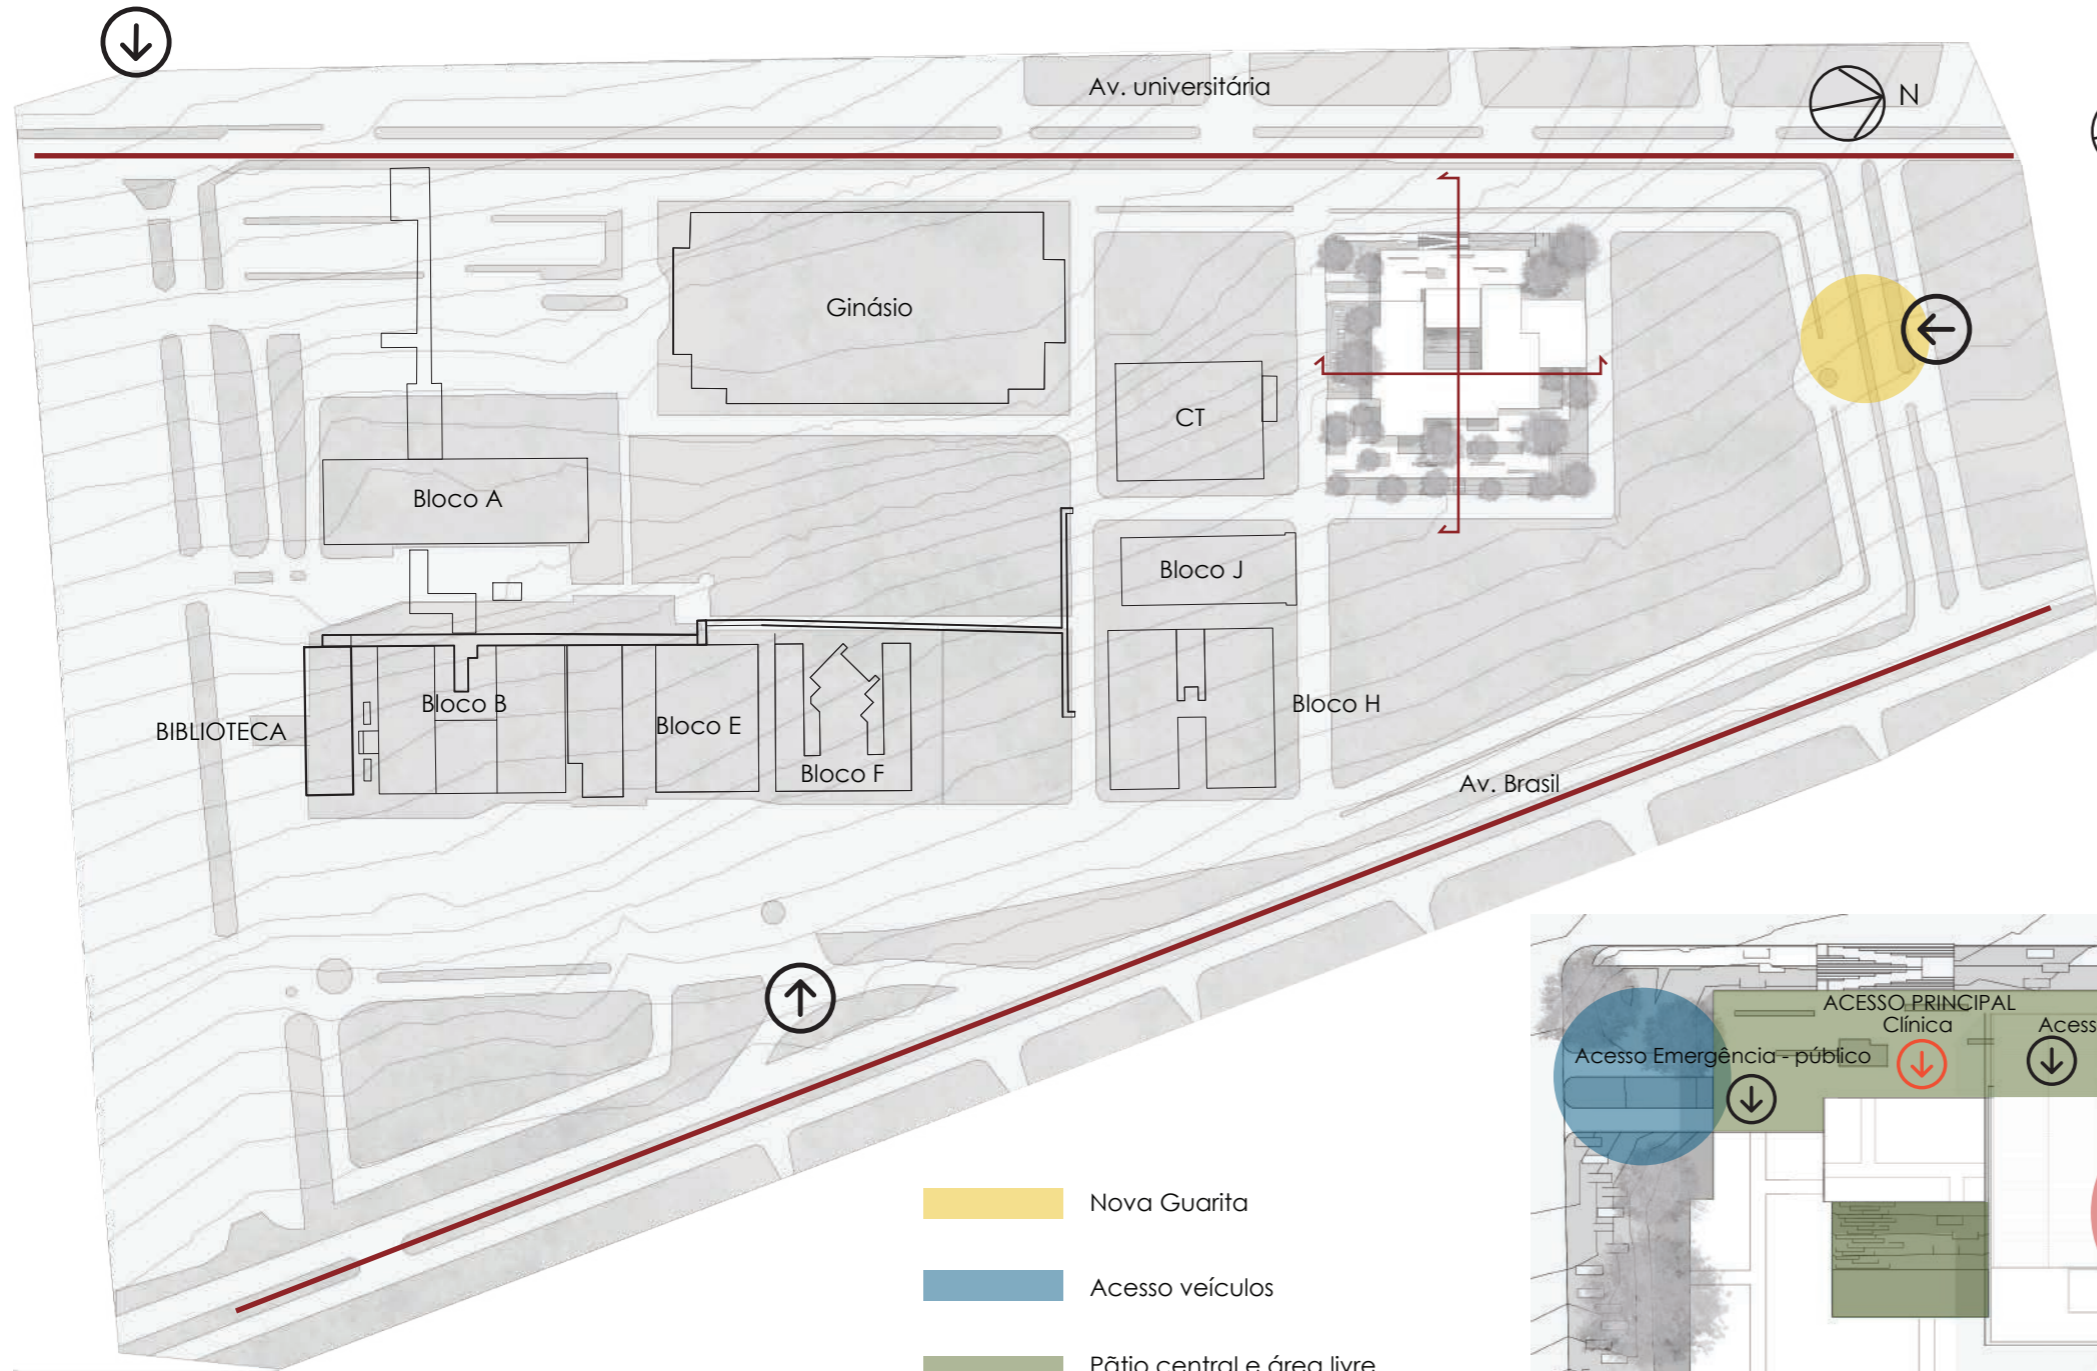 Av. universitária
N
Ginásio
CT
Bloco A
Bloco J
Bloco B
Bloco H
BIBLIOTECA
Bloco E
Bloco F
Av. Brasil
ACESSO PRINCIPAL
Clínica
Acess
Acesso Emergência - público
Nova Guarita
Acesso veículos
Pãtio central e área livre